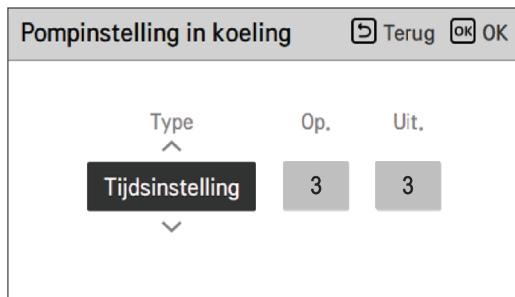 Pompinstelling in koeling Terug OK OK
Type Op. Uit.
Tijdsinstelling 3 3